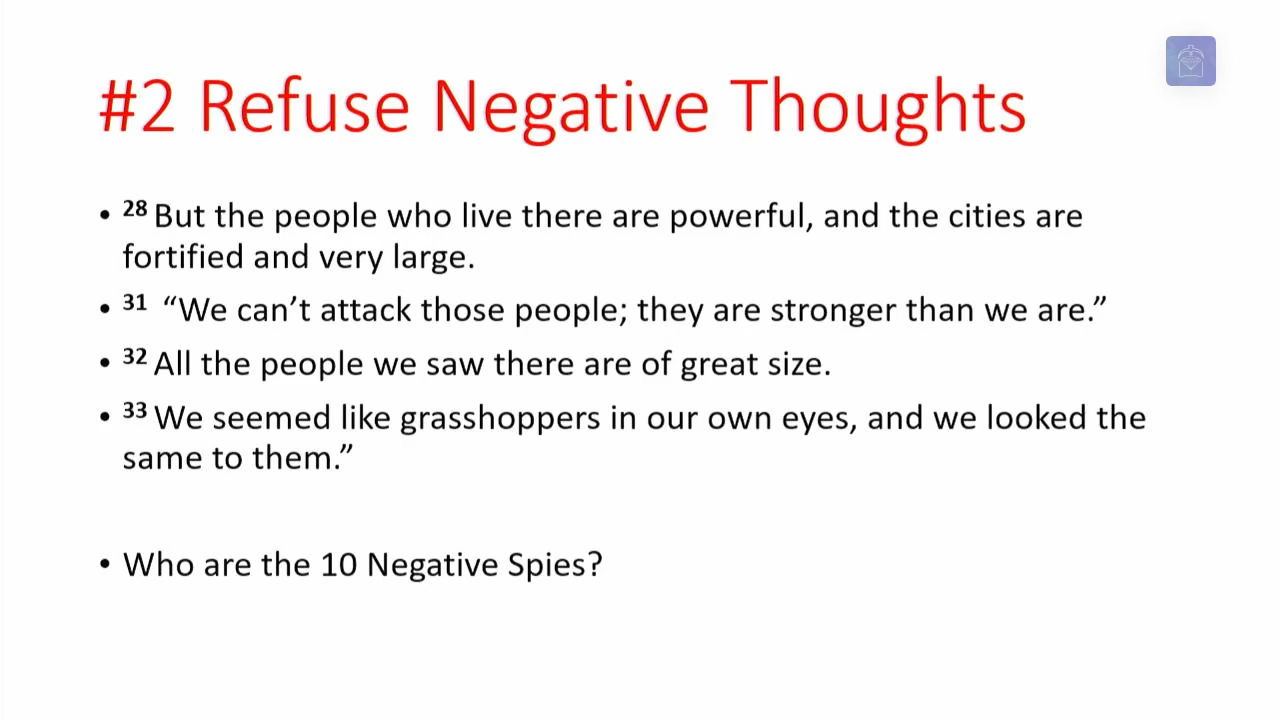 #2 Refuse Negative Thoughts
• 28 But the people who live there are powerful, and the cities are
fortified and very large.
• 31 “We can’t attack those people; they are stronger than we are.”
• 32 All the people we saw there are of great size.
• 33 We seemed like grasshoppers in our own eyes, and we looked the
same to them.”
• Who are the 10 Negative Spies?